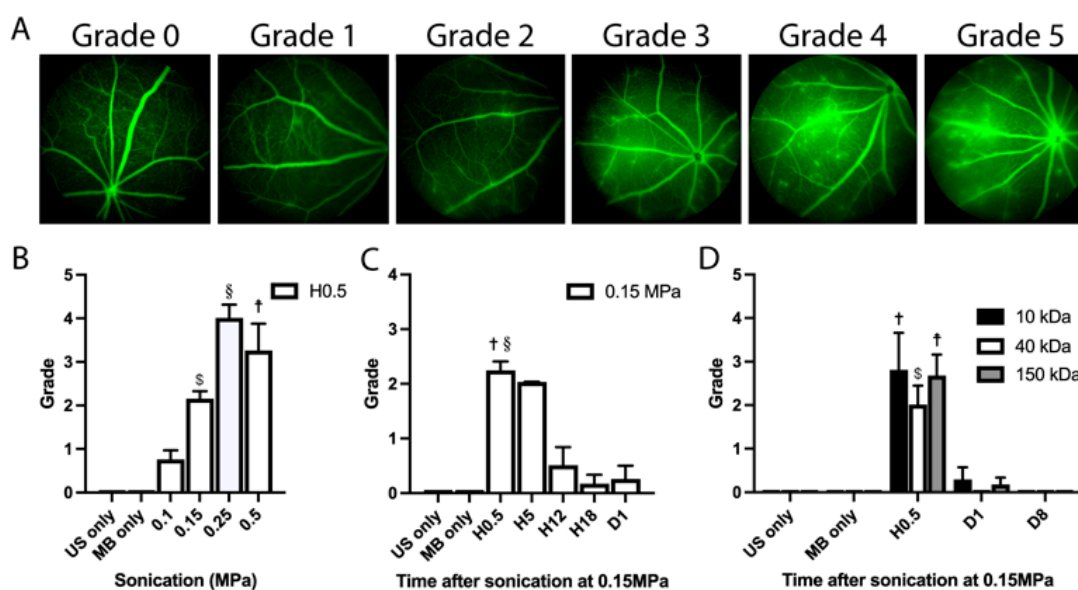 A
Grade 0 Grade 1 Grade 2 Grade 3 Grade 4 Grade 5
B
Grade
5
4
3
2
1
0
$
§
☨
H0.5
US only MB only 0.1 0.15 0.25 0.5
Sonication (MPa)
C
Grade
4
3
2
1
0
† §
0.15 MPa
US only MB only H0.5 H5 H12 H18 D1
Time after sonication at 0.15MPa
D
Grade
5
4
3
2
1
0
†
$
☨
10 kDa
40 kDa
150 kDa
US only MB only H0.5 D1 D8
Time after sonication at 0.15MPa